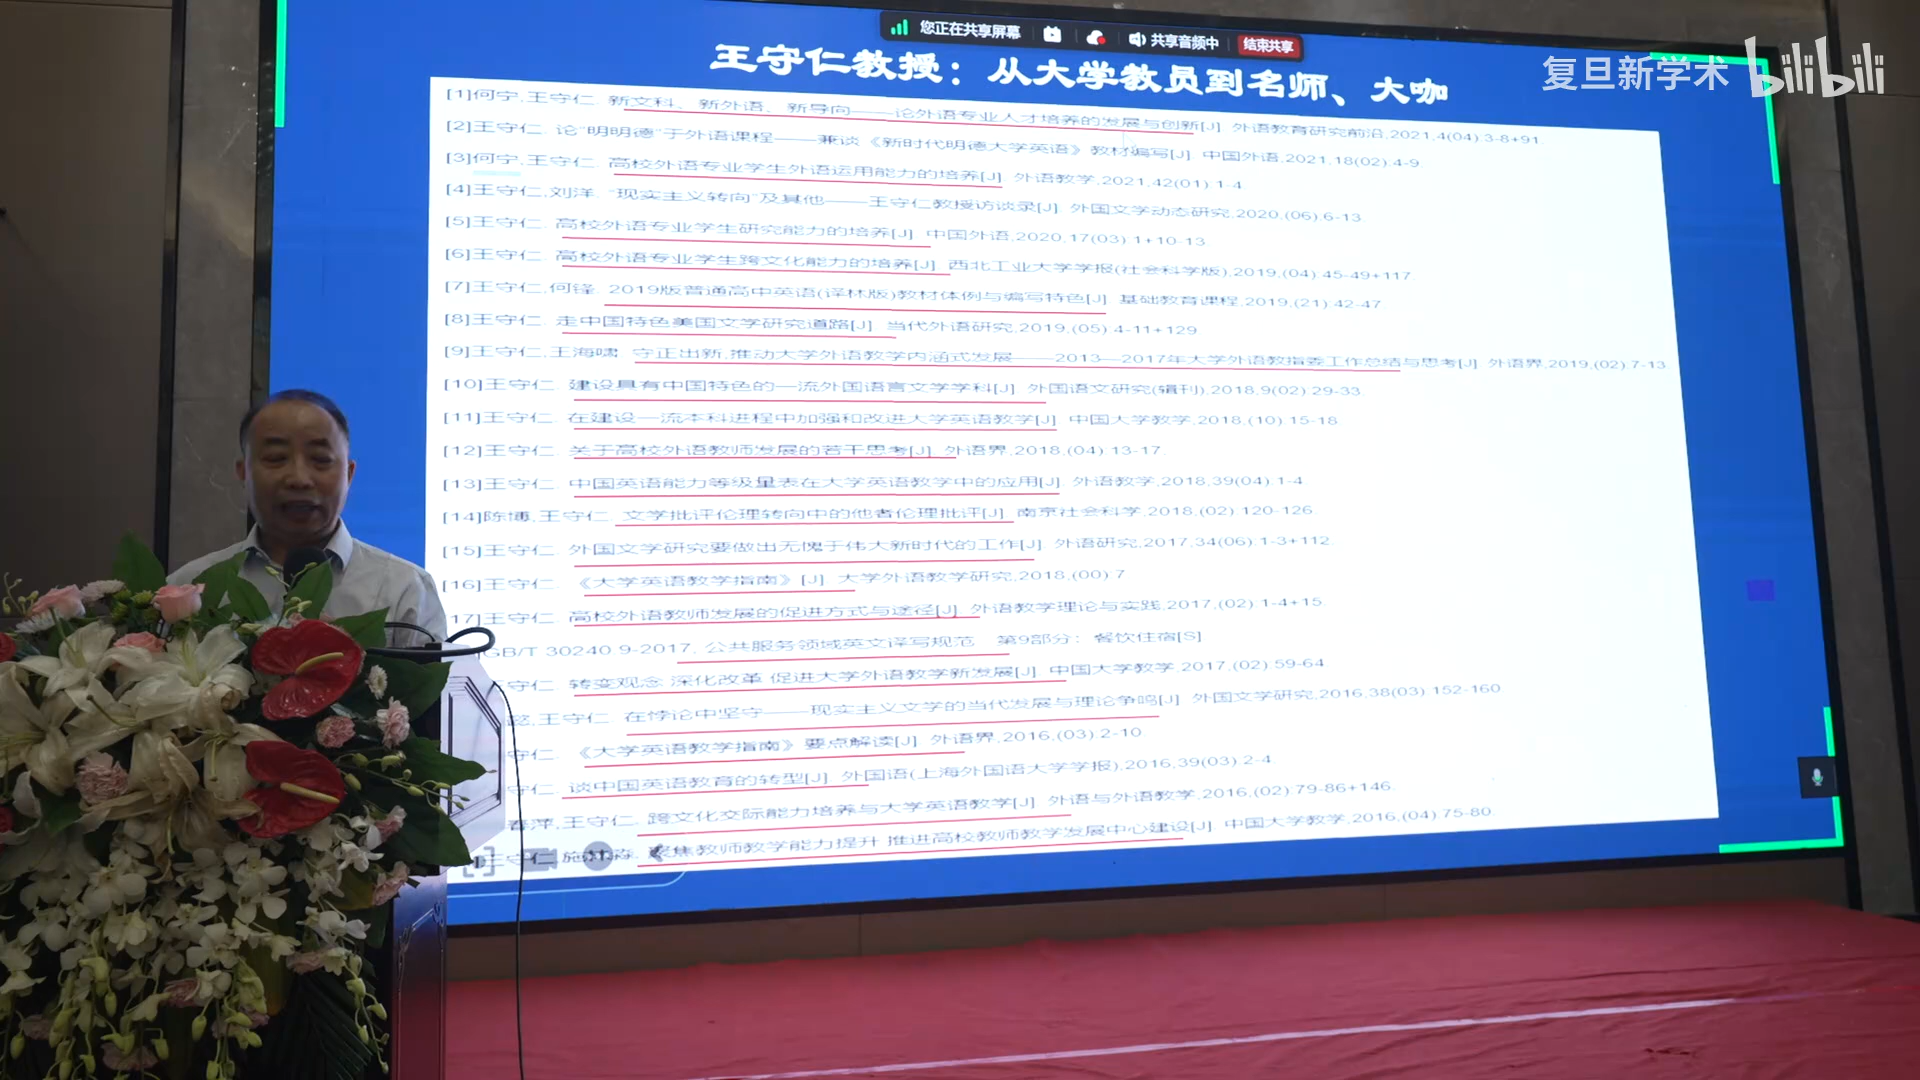 您正在共享屏幕 共享音频中 结束共享
复旦新学术 bilibili
王守仁教授：从大学教员到名师、大咖
[1]何宁,王守仁. 新文科、新外语、新导向——论外语专业人才培养的发展与创新[J]. 外语教育研究前沿,2021,4(04):3-8+91.
[2]王守仁. 论“明明德”于外语课程——兼谈《新时代明德大学英语》教材编写[J]. 中国外语,2021,18(02):4-9.
[3]何宁,王守仁. 高校外语专业学生外语运用能力的培养[J]. 外语教学,2021,42(01):1-4.
[4]王守仁,刘洋. “现实主义转向”及其他——王守仁教授访谈录[J]. 外国文学动态研究,2020,(06):6-13.
[5]王守仁. 高校外语专业学生研究能力的培养[J]. 中国外语,2020,17(03):1+10-13.
[6]王守仁. 高校外语专业学生跨文化能力的培养[J]. 西北工业大学学报(社会科学版),2019,(04):45-49+117.
[7]王守仁,何锋. 2019版普通高中英语(译林版)教材体例与编写特色[J]. 基础教育课程,2019,(21):42-47.
[8]王守仁. 走中国特色美国文学研究道路[J]. 当代外语研究,2019,(05):4-11+129.
[9]王守仁,王海啸. 守正出新,推动大学外语教学内涵式发展——2013—2017年大学外语教指委工作总结与思考[J]. 外语界,2019,(02):7-13.
[10]王守仁. 建设具有中国特色的一流外国语言文学学科[J]. 外国语文研究(辑刊),2018,9(02):29-33.
[11]王守仁. 在建设一流本科进程中加强和改进大学英语教学[J]. 中国大学教学,2018,(10):15-18.
[12]王守仁. 关于高校外语教师发展的若干思考[J]. 外语界,2018,(04):13-17.
[13]王守仁. 中国英语能力等级量表在大学英语教学中的应用[J]. 外语教学,2018,39(04):1-4.
[14]陈博,王守仁. 文学批评伦理转向中的他者伦理批评[J]. 南京社会科学,2018,(02):120-126.
[15]王守仁. 外国文学研究要做出无愧于伟大新时代的工作[J]. 外语研究,2017,34(06):1-3+112.
[16]王守仁. 《大学英语教学指南》[J]. 大学外语教学研究,2018,(00):7.
17]王守仁. 高校外语教师发展的促进方式与途径[J]. 外语教学理论与实践,2017,(02):1-4+15.
]GB/T 30240.9-2017, 公共服务领域英文译写规范 第9部分：餐饮住宿[S].
守仁. 转变观念 深化改革 促进大学外语教学新发展[J]. 中国大学教学,2017,(02):59-64.
懿,王守仁. 在悖论中坚守——现实主义文学的当代发展与理论争鸣[J]. 外国文学研究,2016,38(03):152-160.
守仁. 《大学英语教学指南》要点解读[J]. 外语界,2016,(03):2-10.
守仁. 谈中国英语教育的转型[J]. 外国语(上海外国语大学学报),2016,39(03):2-4.
春萍,王守仁. 跨文化交际能力培养与大学英语教学[J]. 外语与外语教学,2016,(02):79-86+146.
王守仁, 聚焦教师教学能力提升 推进高校教师教学发展中心建设[J]. 中国大学教学,2016,(04):75-80.